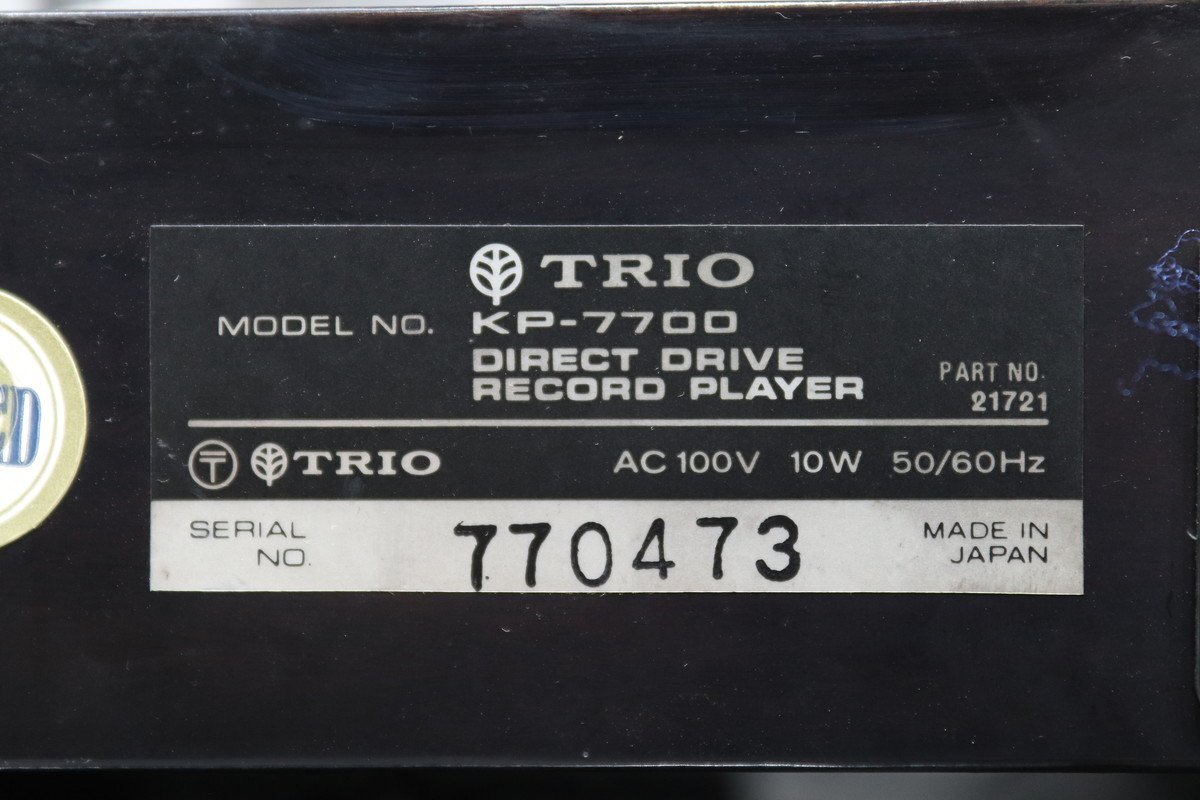 TRIO
MODEL NO. KP-7700
DIRECT DRIVE
RECORD PLAYER
PART NO.
21721
〒 TRIO AC 100V 10W 50/60Hz
SERIAL NO. 770473
MADE IN JAPAN